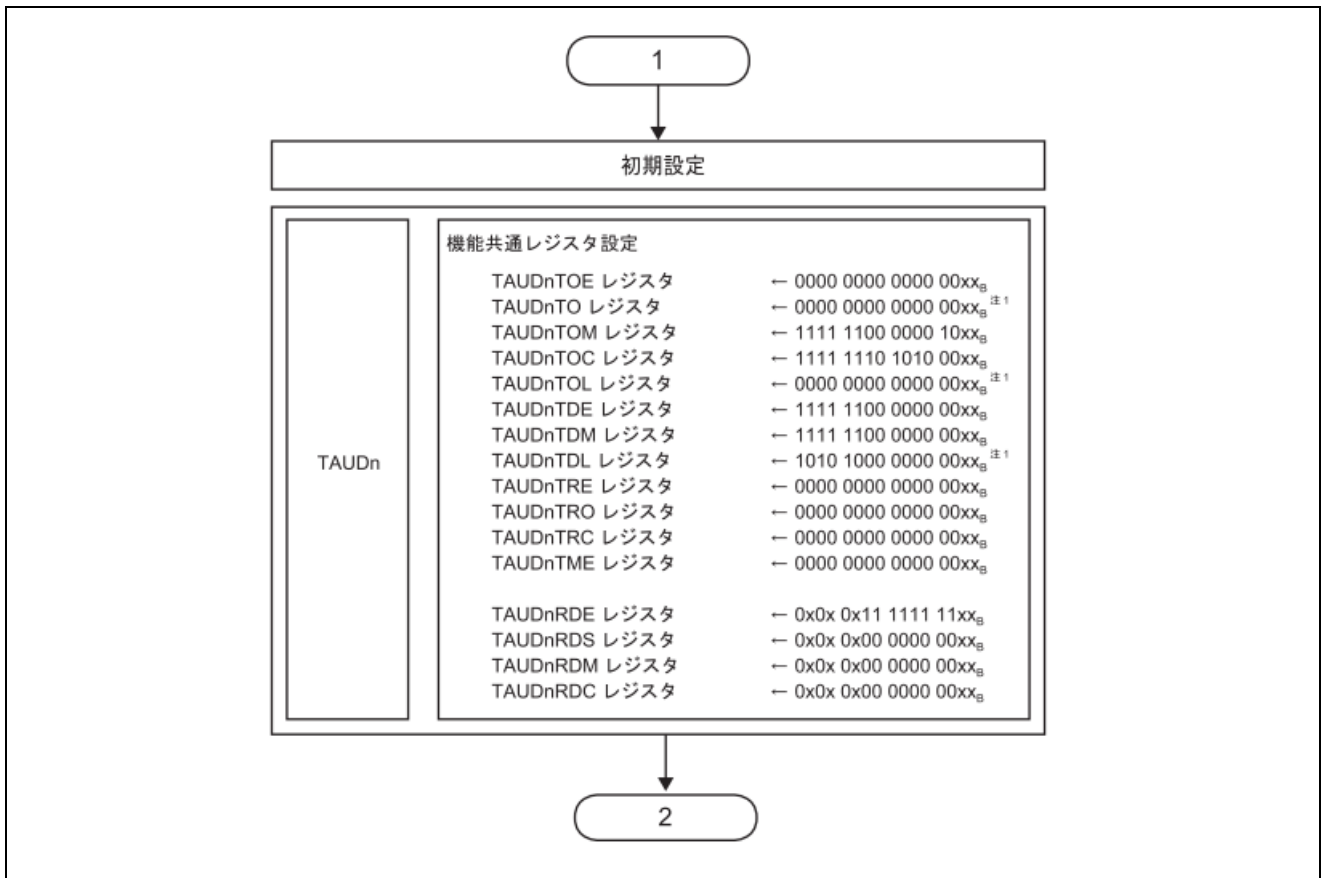 1
初期設定
TAUDn
機能共通レジスタ設定
TAUDnTOE レジスタ ← 0000 0000 0000 00xxB
TAUDnTO レジスタ ← 0000 0000 0000 00xxB 注1
TAUDnTOM レジスタ ← 1111 1100 0000 10xxB
TAUDnTOC レジスタ ← 1111 1110 1010 00xxB
TAUDnTOL レジスタ ← 0000 0000 0000 00xxB 注1
TAUDnTDE レジスタ ← 1111 1100 0000 00xxB
TAUDnTDM レジスタ ← 1111 1100 0000 00xxB
TAUDnTDL レジスタ ← 1010 1000 0000 00xxB 注1
TAUDnTRE レジスタ ← 0000 0000 0000 00xxB
TAUDnTRO レジスタ ← 0000 0000 0000 00xxB
TAUDnTRC レジスタ ← 0000 0000 0000 00xxB
TAUDnTME レジスタ ← 0000 0000 0000 00xxB
TAUDnRDE レジスタ ← 0x0x 0x11 1111 11xxB
TAUDnRDS レジスタ ← 0x0x 0x00 0000 00xxB
TAUDnRDM レジスタ ← 0x0x 0x00 0000 00xxB
TAUDnRDC レジスタ ← 0x0x 0x00 0000 00xxB
2